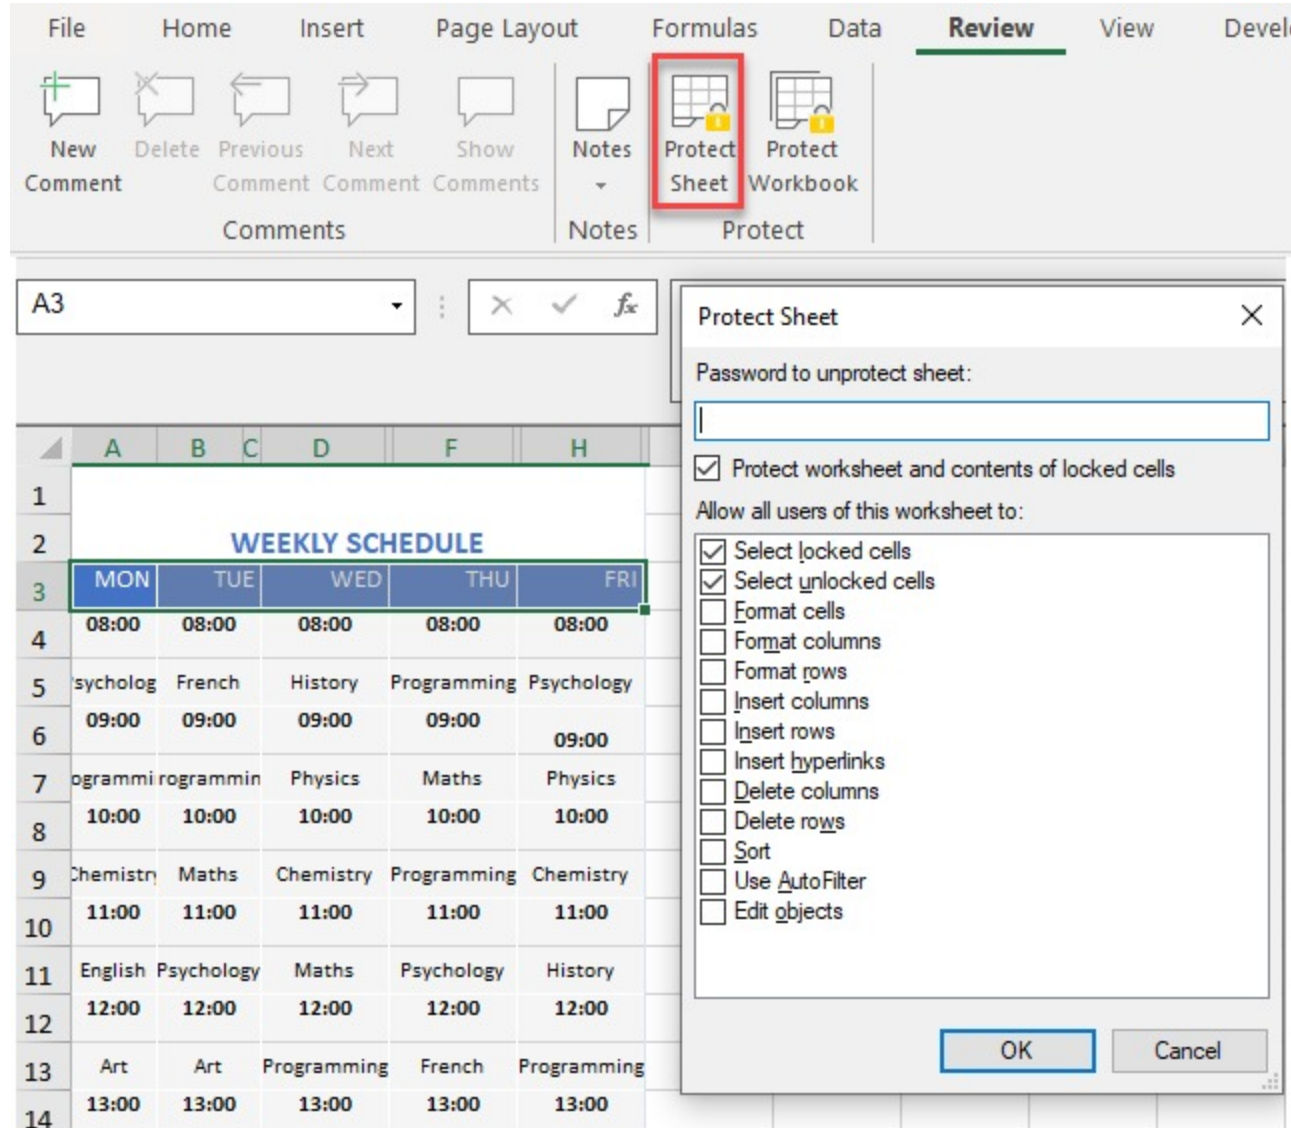 File Home Insert Page Layout Formulas Data Review View Devel
New Delete Previous Next Show Notes Protect Protect
Comment Comment Comment Comments Sheet Workbook
Comments Notes Protect
A3 fx
Protect Sheet
Password to unprotect sheet:
Protect worksheet and contents of locked cells
Allow all users of this worksheet to:
Select locked cells
Select unlocked cells
Format cells
Format columns
Format rows
Insert columns
Insert rows
Insert hyperlinks
Delete columns
Delete rows
Sort
Use AutoFilter
Edit objects
OK Cancel
A B C D F H
1
2 WEEKLY SCHEDULE
3 MON TUE WED THU FRI
4 08:00 08:00 08:00 08:00 08:00
5 sycholog French History Programming Psychology
6 09:00 09:00 09:00 09:00 09:00
7 ogrammi rogrammin Physics Maths Physics
8 10:00 10:00 10:00 10:00 10:00
9 Chemistry Maths Chemistry Programming Chemistry
10 11:00 11:00 11:00 11:00 11:00
11 English Psychology Maths Psychology History
12 12:00 12:00 12:00 12:00 12:00
13 Art Art Programming French Programming
14 13:00 13:00 13:00 13:00 13:00